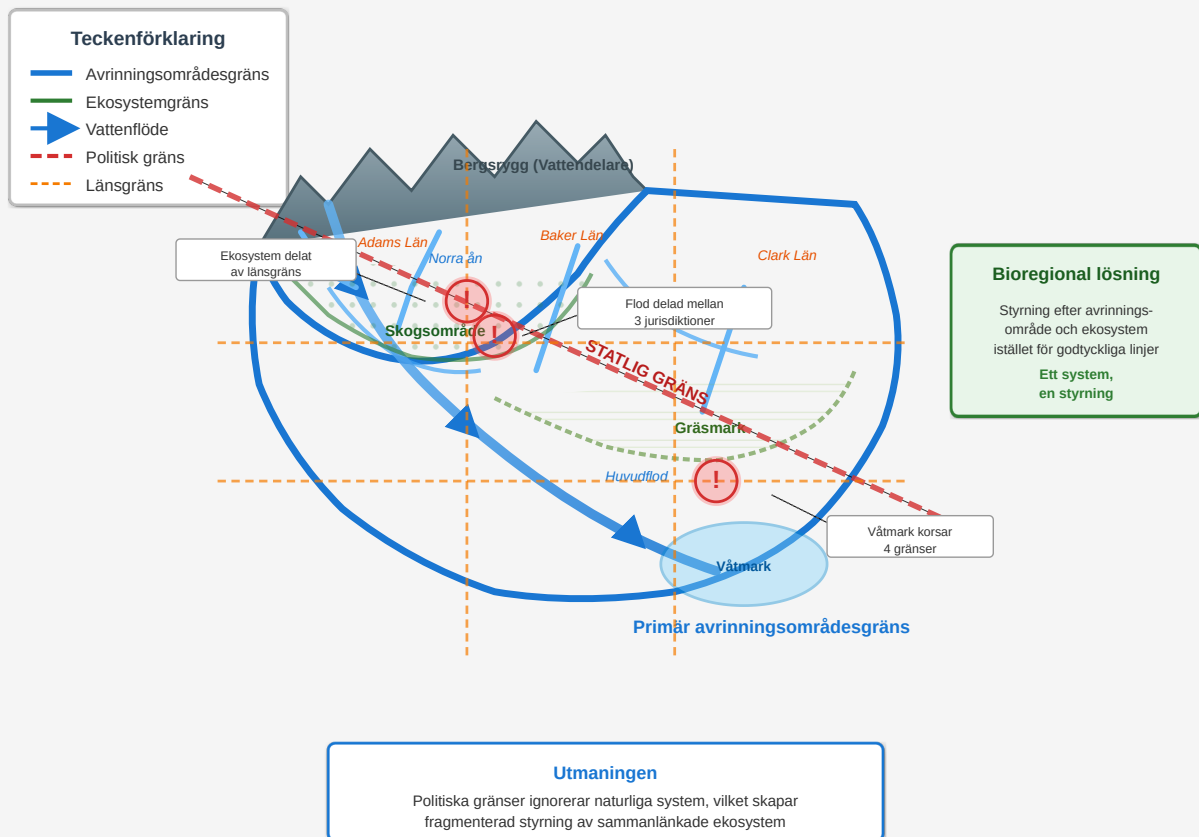 Teckenförklaring
Avrinningsområdesgräns
Ekosystemgräns
Vattenflöde
Politisk gräns
Länsgräns
Bergsrygg (Vattendelare)
Adams Län
Baker Län
Clark Län
Norra ån
Ekosystem delat
av länsgräns
!
Flod delad mellan
3 jurisdiktioner
Skogsområde
!
STATLIG GRÄNS
Gräsmark
Huvudflod
!
Våtmark korsar
4 gränser
Våtmark
Primär avrinningsområdesgräns
Bioregional lösning
Styrning efter avrinnings-
område och ekosystem
istället för godtyckliga linjer
Ett system,
en styrning
Utmaningen
Politiska gränser ignorerar naturliga system, vilket skapar
fragmenterad styrning av sammanlänkade ekosystem